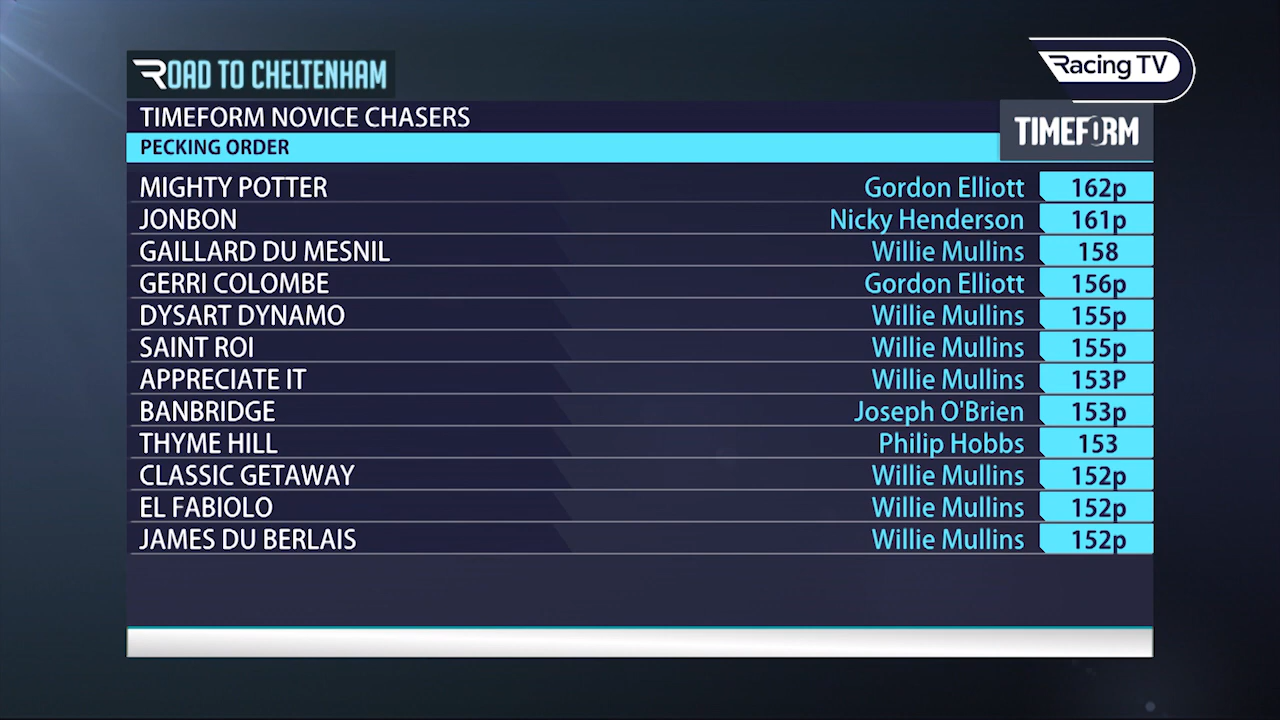 ROAD TO CHELTENHAM
Racing TV
TIMEFORM NOVICE CHASERS
TIMEFORM
PECKING ORDER
MIGHTY POTTER Gordon Elliott 162p
JONBON Nicky Henderson 161p
GAILLARD DU MESNIL Willie Mullins 158
GERRI COLOMBE Gordon Elliott 156p
DYSART DYNAMO Willie Mullins 155p
SAINT ROI Willie Mullins 155p
APPRECIATE IT Willie Mullins 153P
BANBRIDGE Joseph O'Brien 153p
THYME HILL Philip Hobbs 153
CLASSIC GETAWAY Willie Mullins 152p
EL FABIOLO Willie Mullins 152p
JAMES DU BERLAIS Willie Mullins 152p